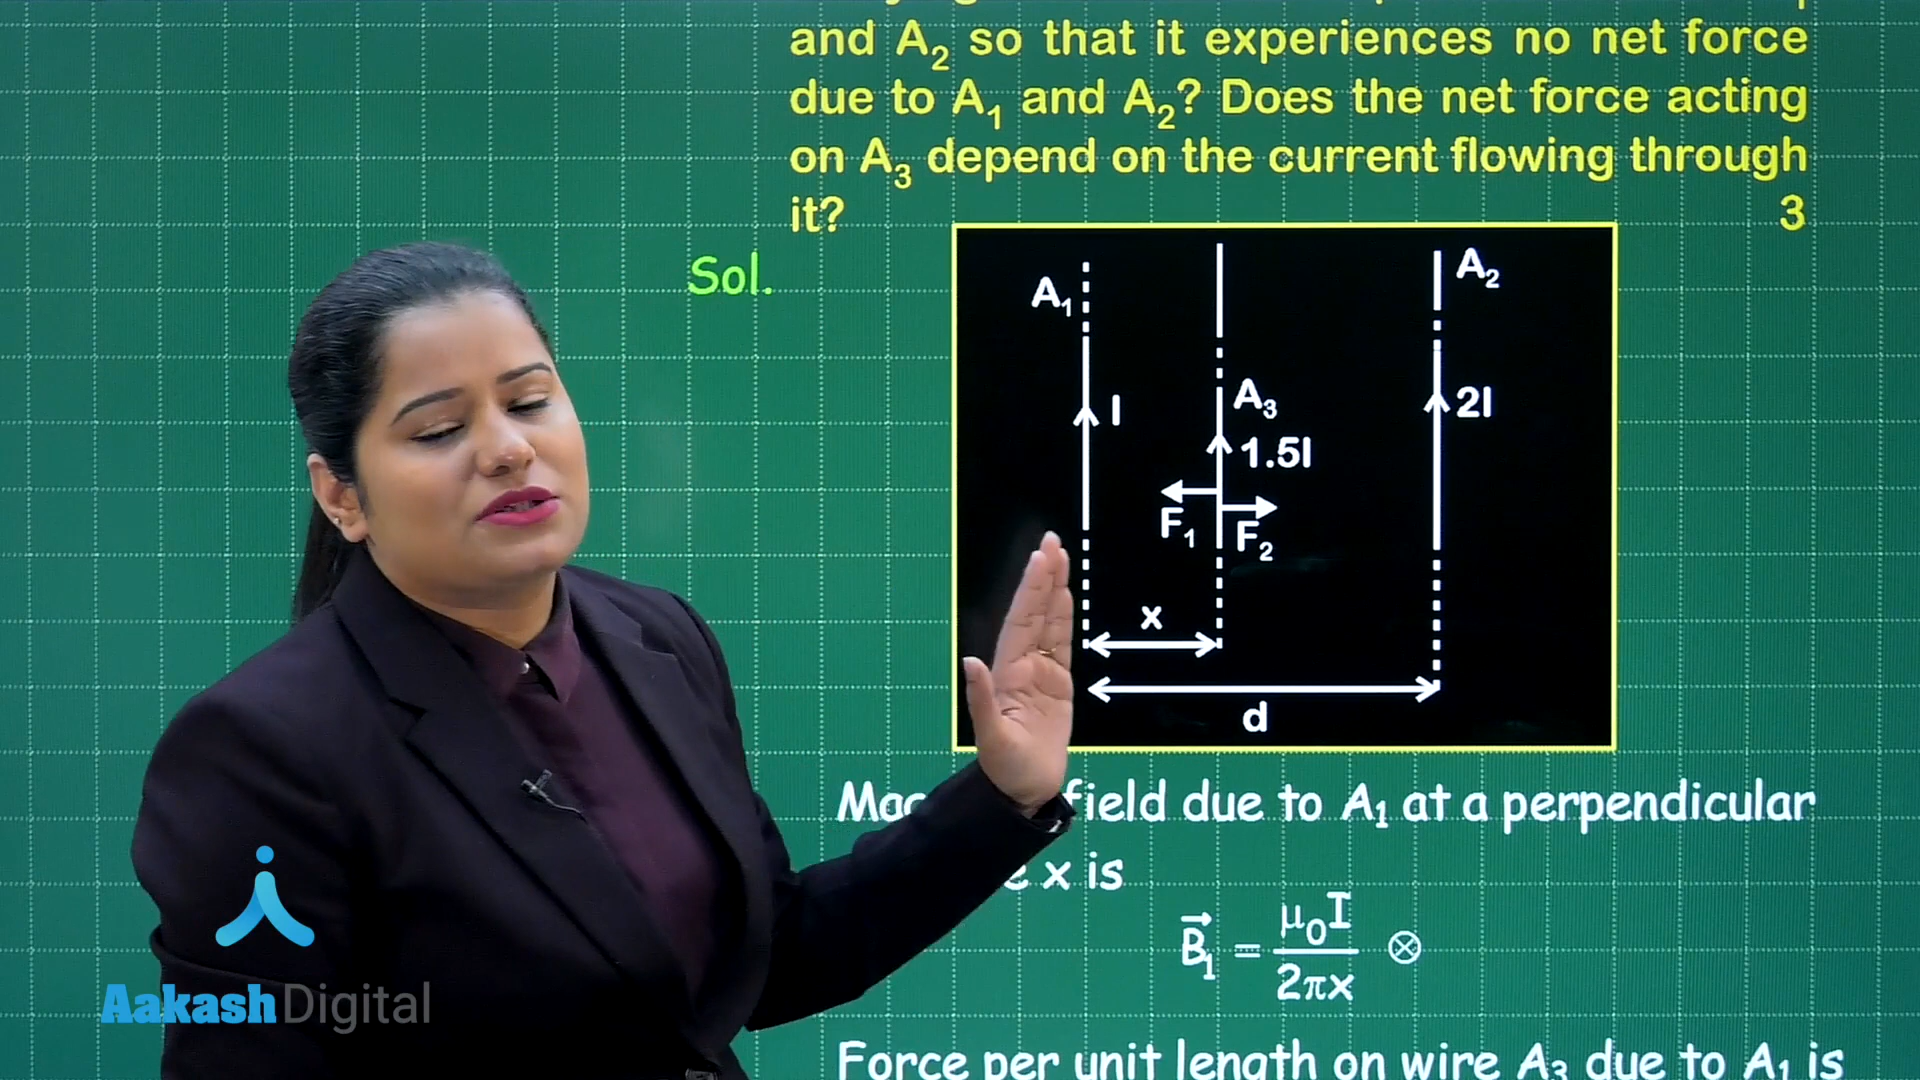 and A₂ so that it experiences no net force
due to A₁ and A₂? Does the net force acting
on A₃ depend on the current flowing through
it? 3
Sol.
A₁
A₂
I
A₃
2I
1.5I
F₁
F₂
x
d
field due to A₁ at a perpendicular
x is
B⃗₁ = μ₀I / 2πx ⊗
Force per unit length on wire A₃ due to A₁ is
Aakash Digital